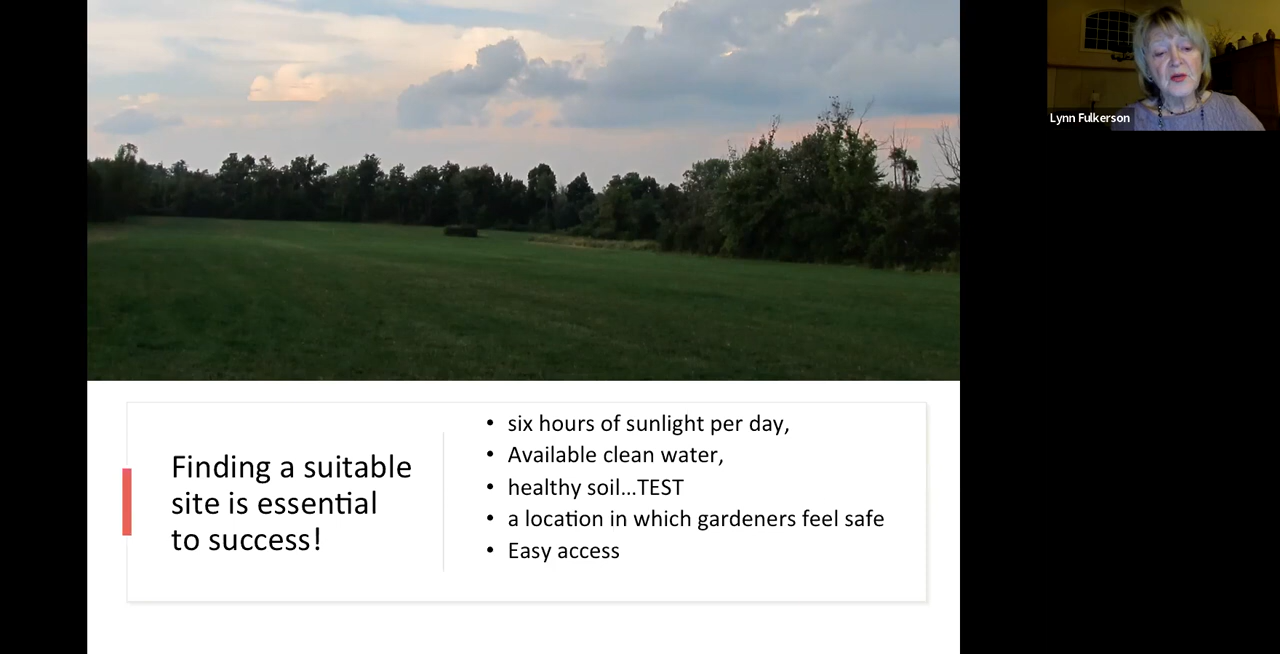 Lynn Fulkerson
Finding a suitable
site is essential
to success!
• six hours of sunlight per day,
• Available clean water,
• healthy soil...TEST
• a location in which gardeners feel safe
• Easy access